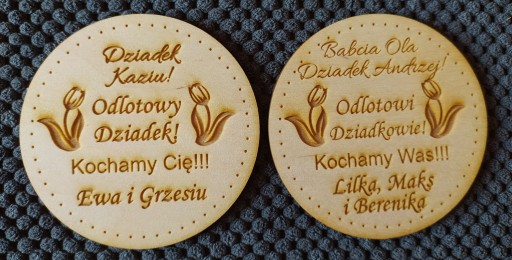 Dziadek
Kaziu!
Odlotowy
Dziadek!
Kochamy Cię!!!
Ewa i Grzesiu
Babcia Ola
Dziadek Andrzej!
Odlotowi
Dziadkowie!
Kochamy Was!!!
Lilka, Maks
i Berenika